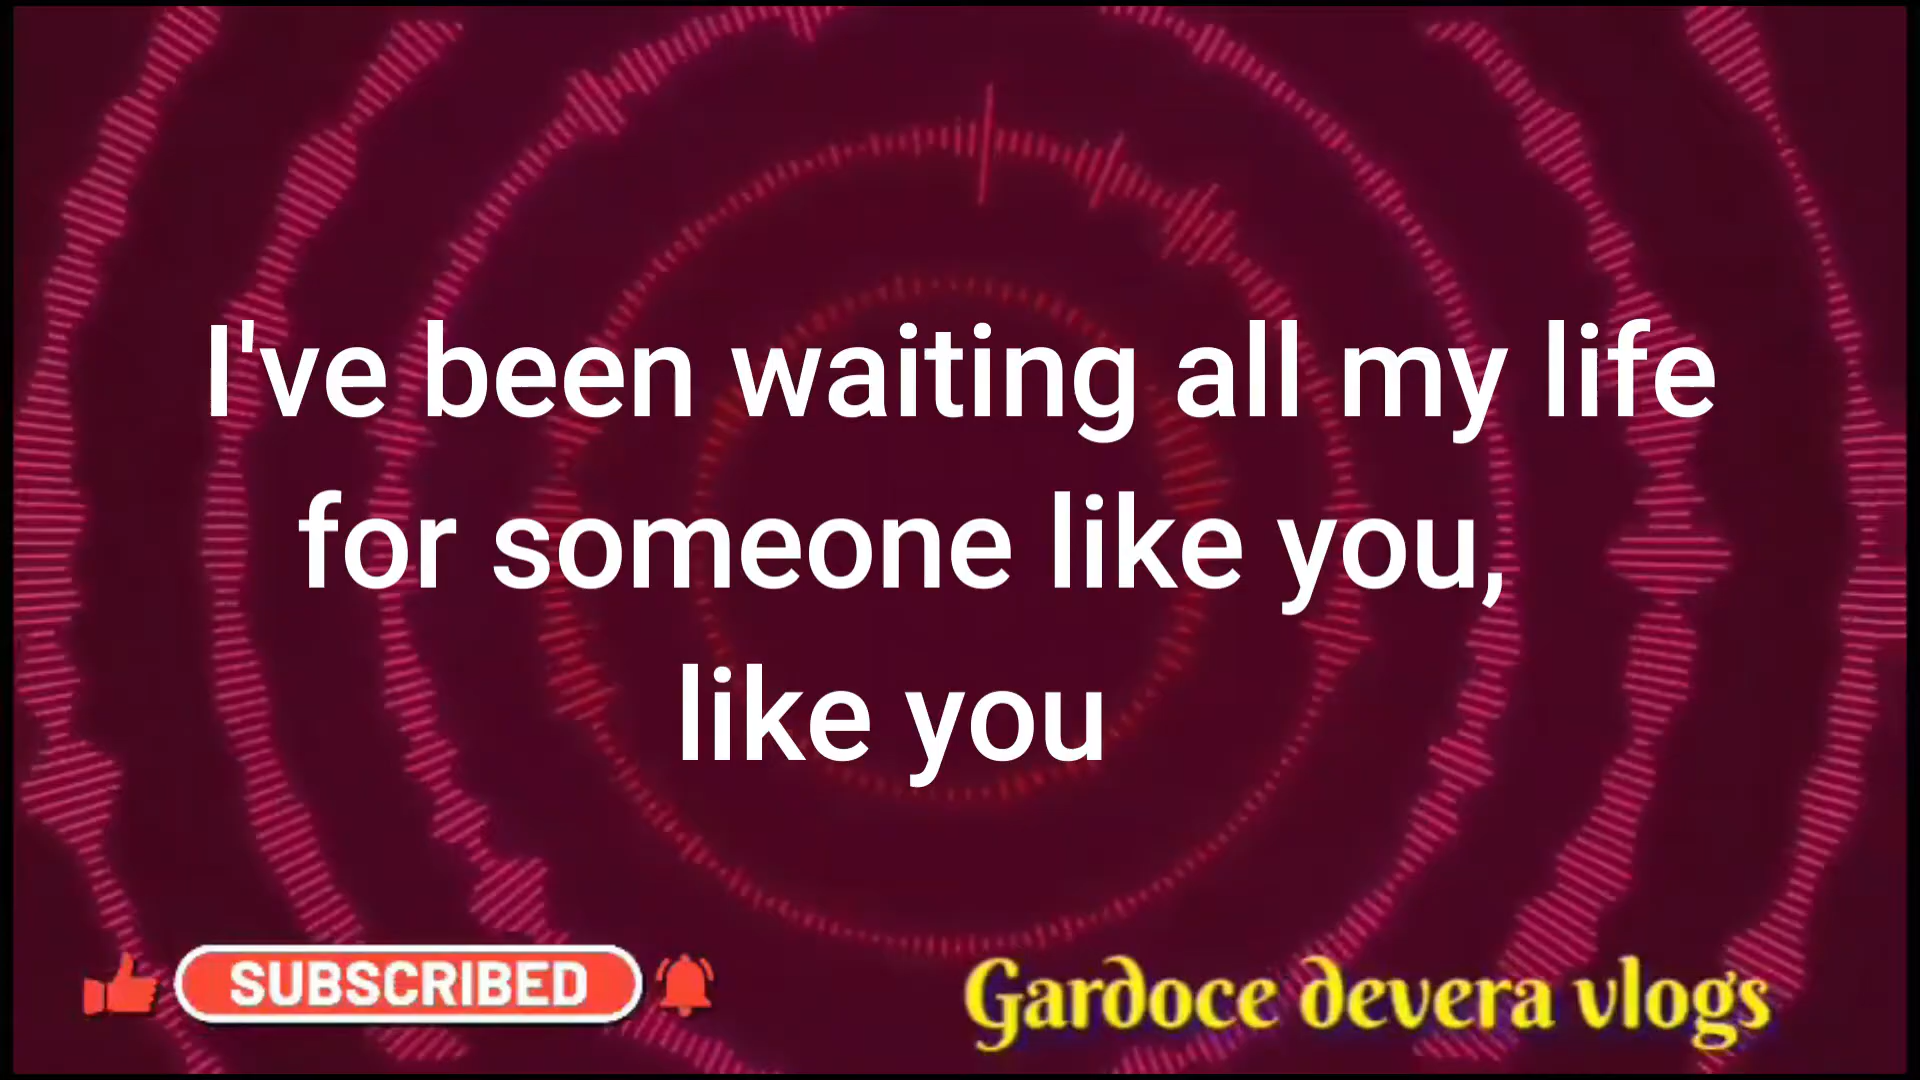 I've been waiting all my life
for someone like you,
like you
SUBSCRIBED
Gardoce devera vlogs